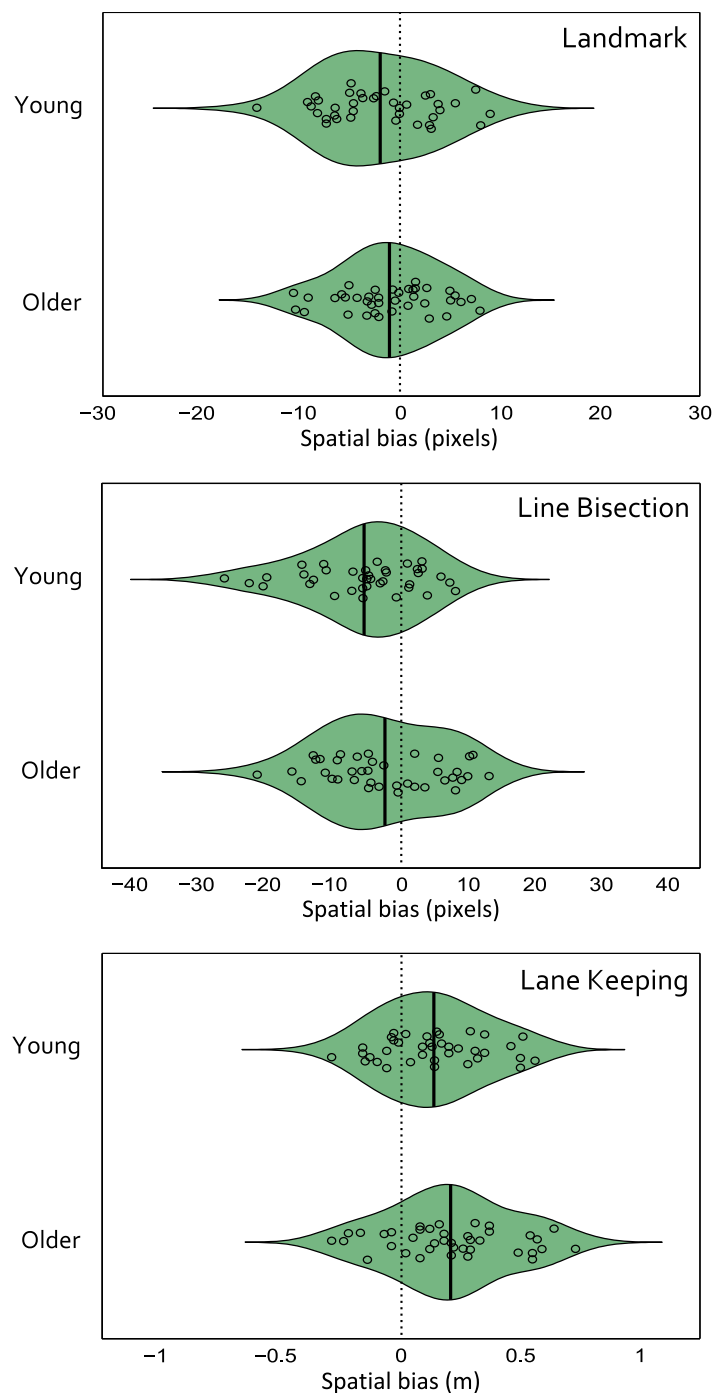 Landmark
Young
Older
−30 −20 −10 0 10 20 30
Spatial bias (pixels)
Line Bisection
Young
Older
−40 −30 −20 −10 0 10 20 30 40
Spatial bias (pixels)
Lane Keeping
Young
Older
−1 −0.5 0 0.5 1
Spatial bias (m)